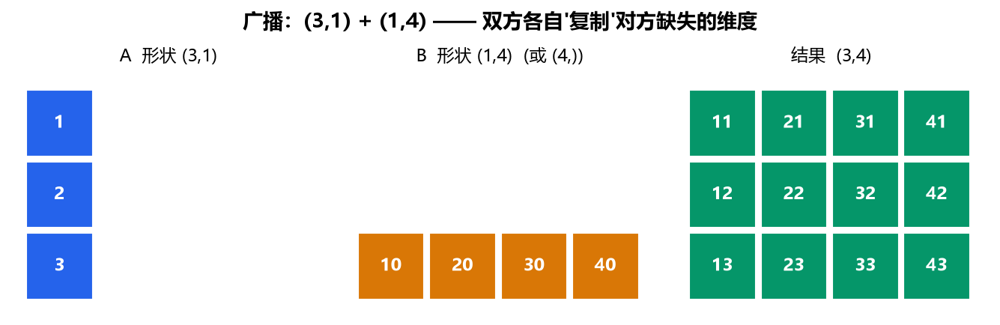 广播：(3,1) + (1,4) —— 双方各自'复制'对方缺失的维度
A 形状 (3,1)
B 形状 (1,4) (或 (4,))
结果 (3,4)
1
2
3
10 20 30 40
11 21 31 41
12 22 32 42
13 23 33 43